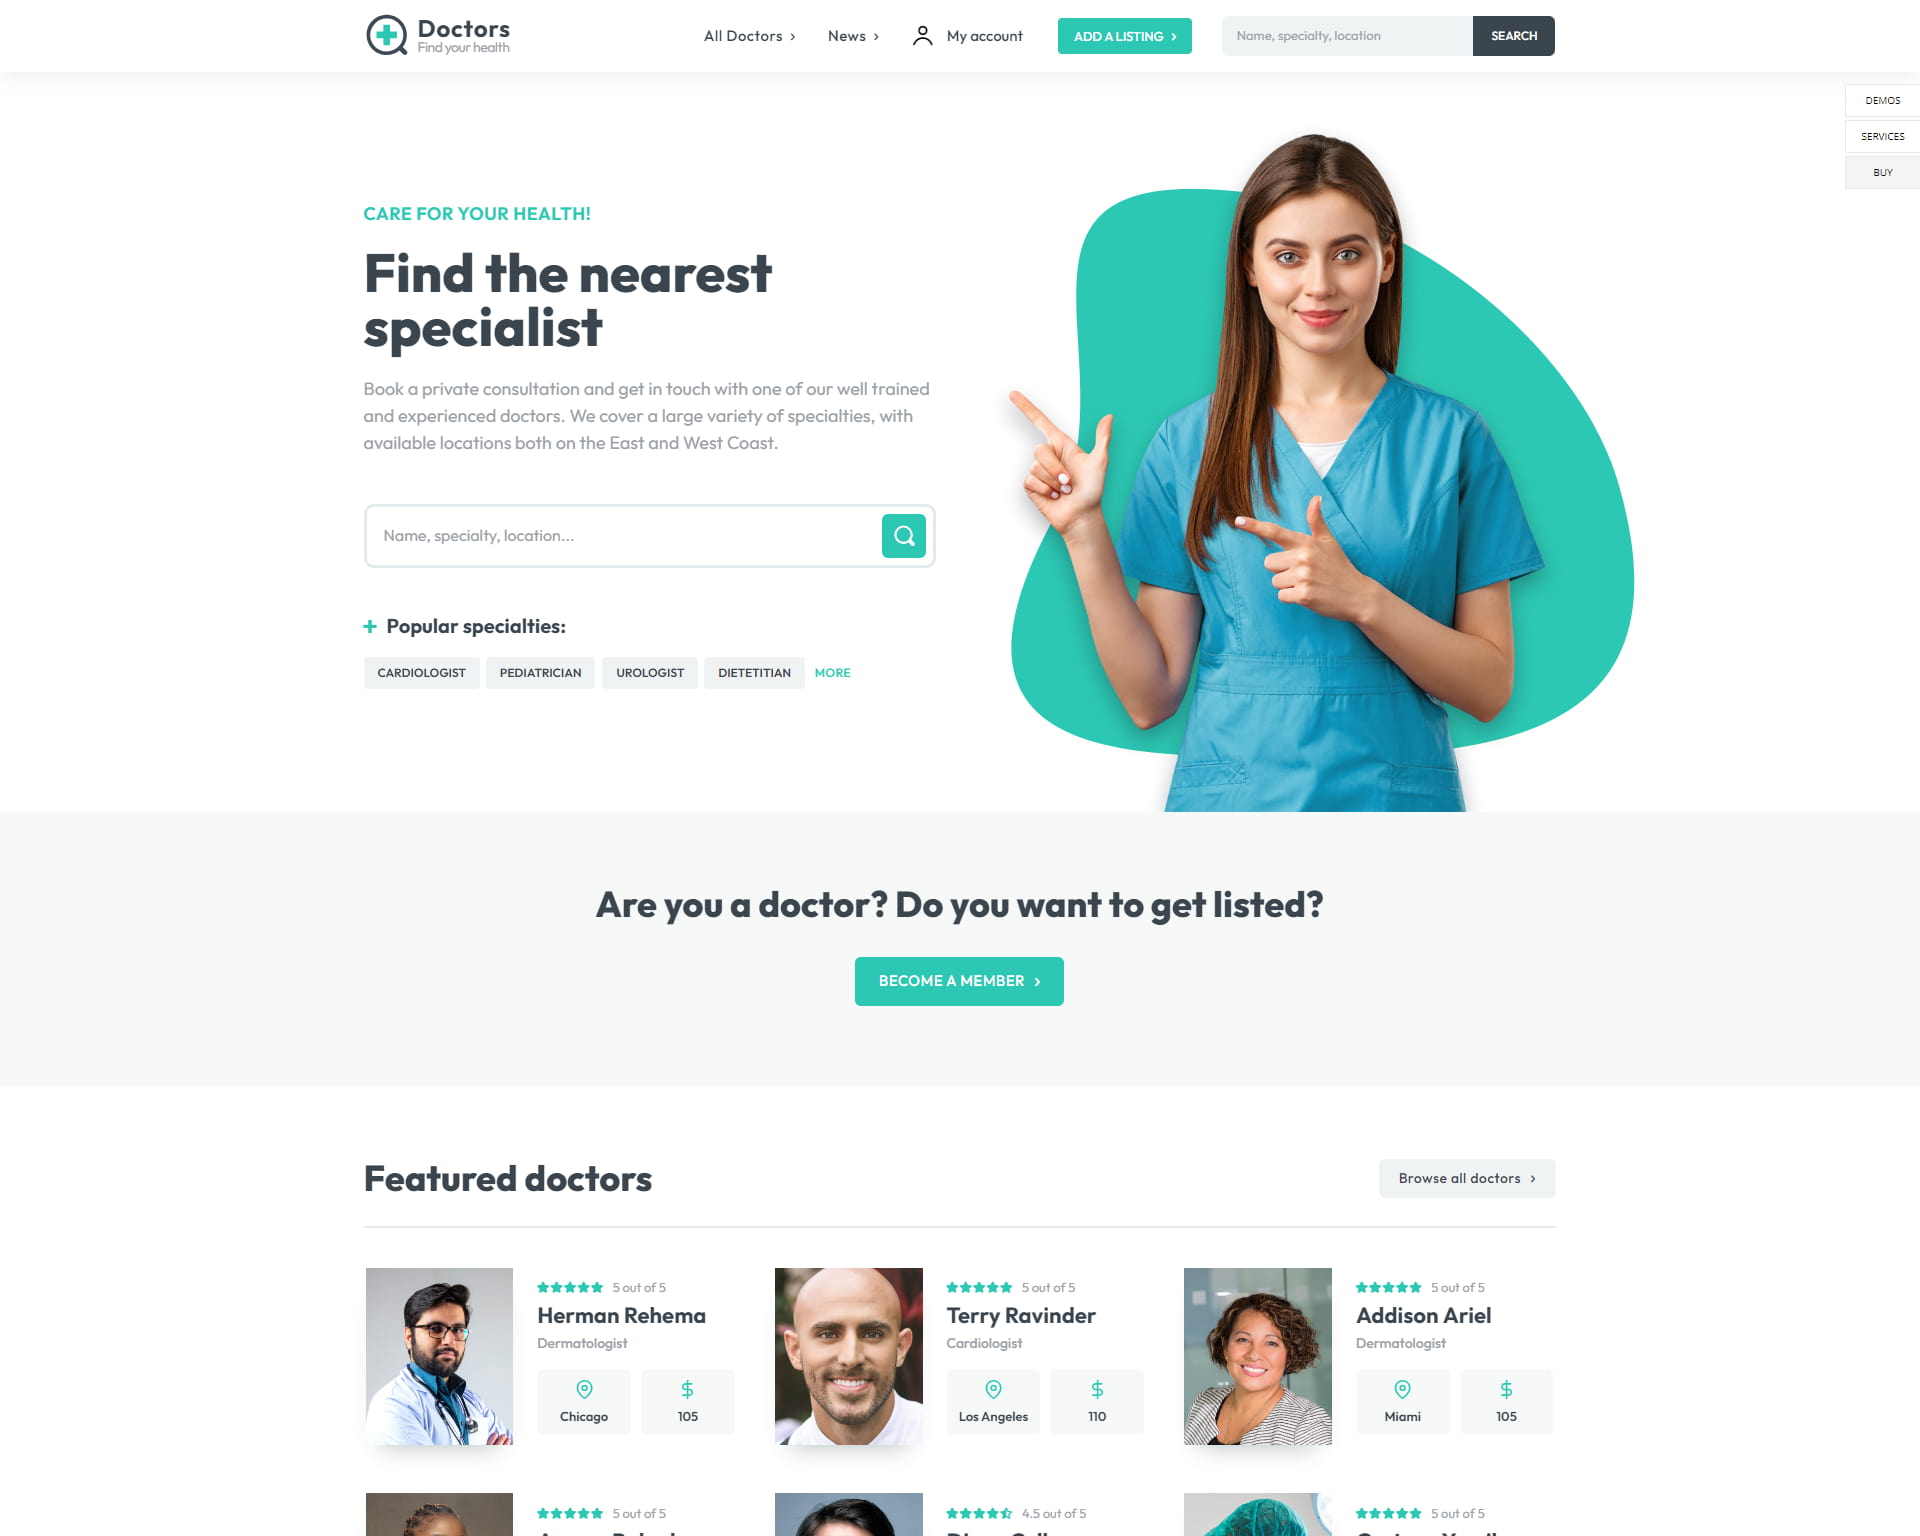 Doctors
Find your health
All Doctors
News
My account
ADD A LISTING
Name, specialty, location
SEARCH
DEMOS
SERVICES
BUY
CARE FOR YOUR HEALTH!
Find the nearest
specialist
Book a private consultation and get in touch with one of our well trained
and experienced doctors. We cover a large variety of specialties, with
available locations both on the East and West Coast.
Name, specialty, location...
Popular specialties:
CARDIOLOGIST
PEDIATRICIAN
UROLOGIST
DIETETITIAN
MORE
Are you a doctor? Do you want to get listed?
BECOME A MEMBER
Featured doctors
Browse all doctors
5 out of 5
Herman Rehema
Dermatologist
Chicago
105
5 out of 5
Terry Ravinder
Cardiologist
Los Angeles
110
5 out of 5
Addison Ariel
Dermatologist
Miami
105
5 out of 5
4.5 out of 5
5 out of 5